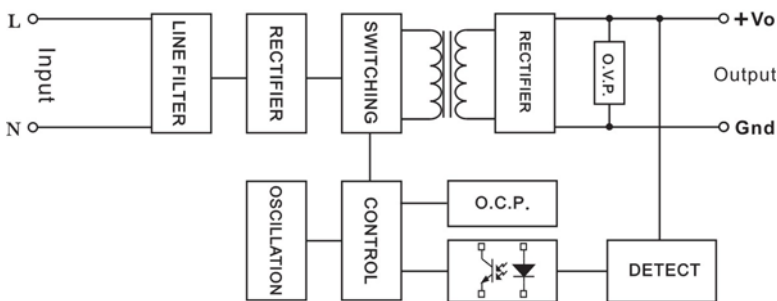 L
N
Input
LINE FILTER
RECTIFIER
SWITCHING
RECTIFIER
O.V.P.
+Vo
Output
Gnd
OSCILLATION
CONTROL
O.C.P.
DETECT